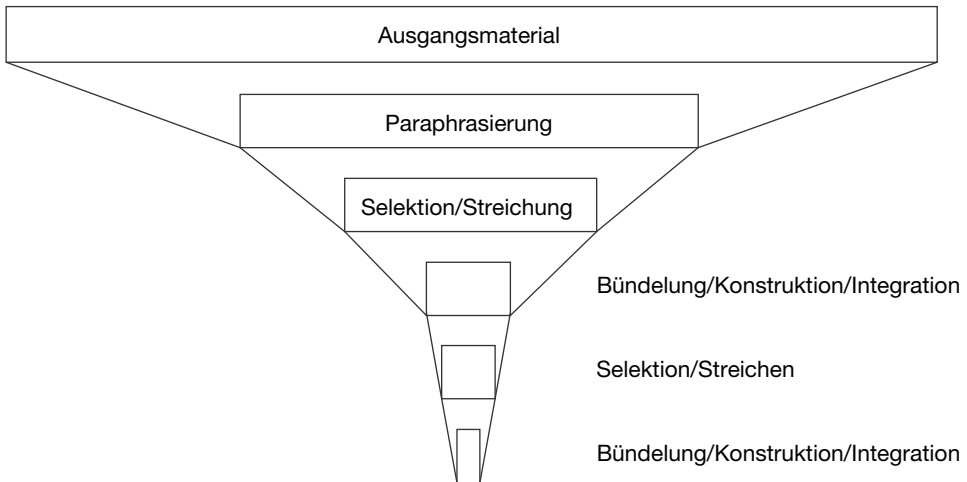 Ausgangsmaterial
Paraphrasierung
Selektion/Streichung
Bündelung/Konstruktion/Integration
Selektion/Streichen
Bündelung/Konstruktion/Integration